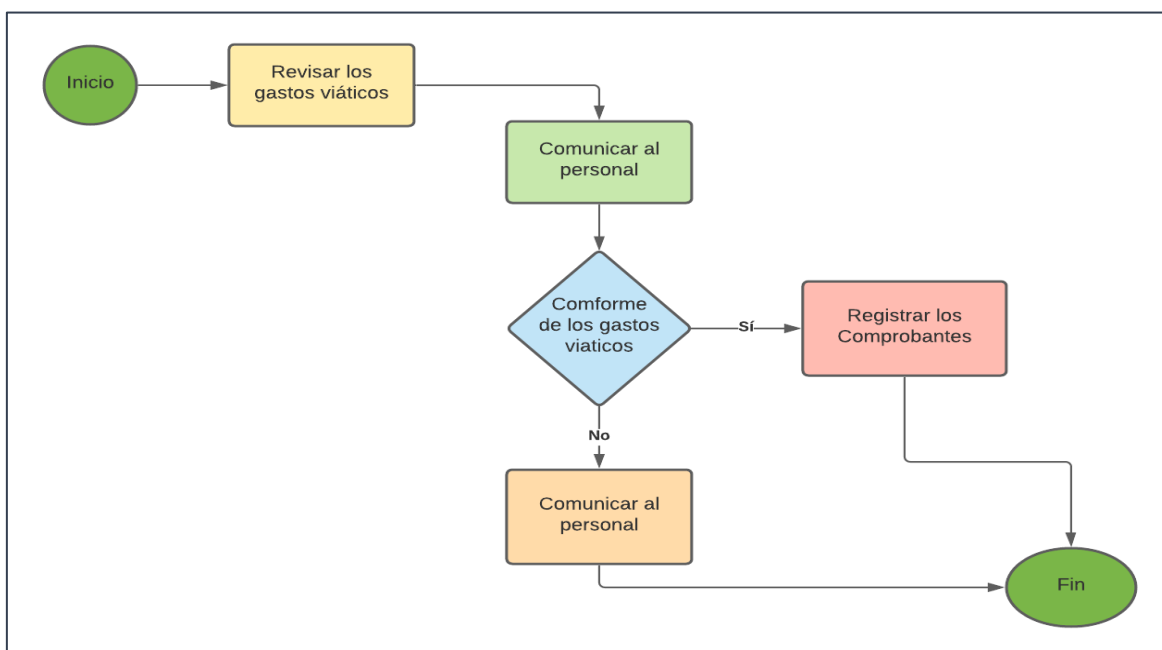 Inicio
Revisar los
gastos viáticos
Comunicar al
personal
Comforme
de los gastos
viaticos
Sí
Registrar los
Comprobantes
No
Comunicar al
personal
Fin